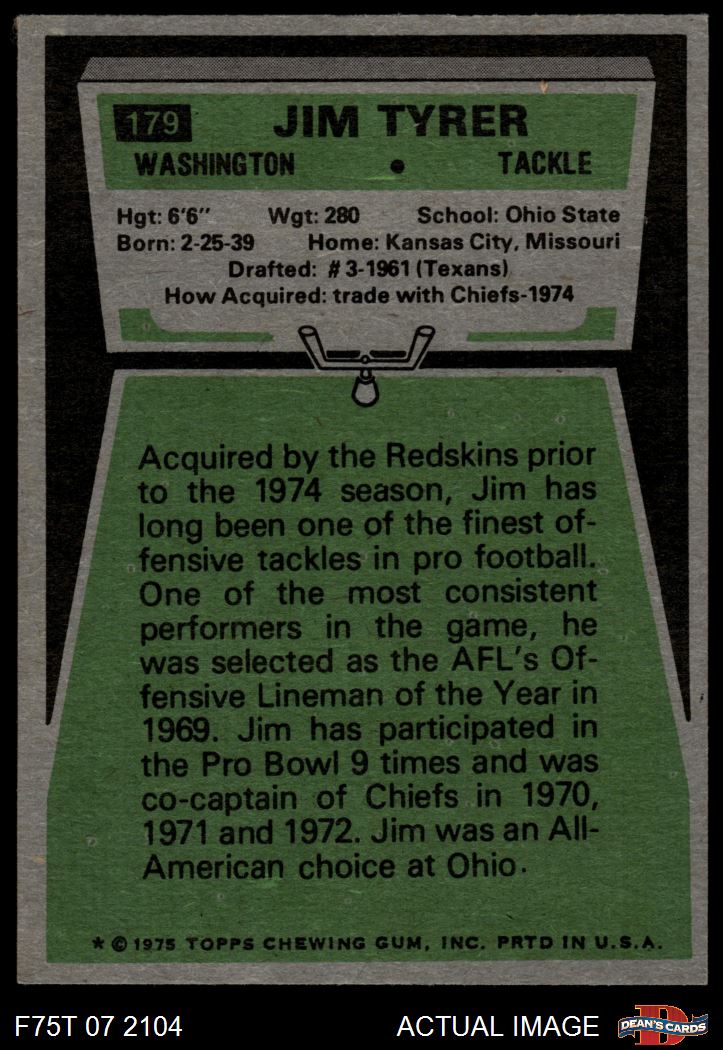 179 JIM TYRER
WASHINGTON • TACKLE
Hgt: 6'6" Wgt: 280 School: Ohio State
Born: 2-25-39 Home: Kansas City, Missouri
Drafted: #3-1961 (Texans)
How Acquired: trade with Chiefs-1974
Acquired by the Redskins prior
to the 1974 season, Jim has
long been one of the finest of-
fensive tackles in pro football.
One of the most consistent
performers in the game, he
was selected as the AFL's Of-
fensive Lineman of the Year in
1969. Jim has participated in
the Pro Bowl 9 times and was
co-captain of Chiefs in 1970,
1971 and 1972. Jim was an All-
American choice at Ohio.
* © 1975 TOPPS CHEWING GUM, INC. PRTD IN U.S.A.
F75T 07 2104 ACTUAL IMAGE
D
DEAN'S CARDS